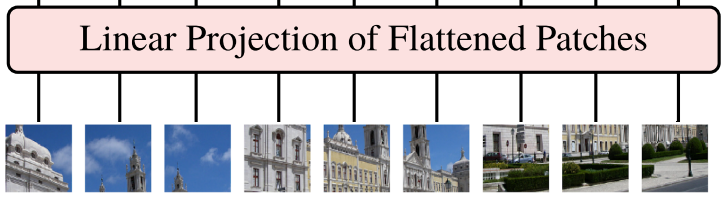 Linear Projection of Flattened Patches